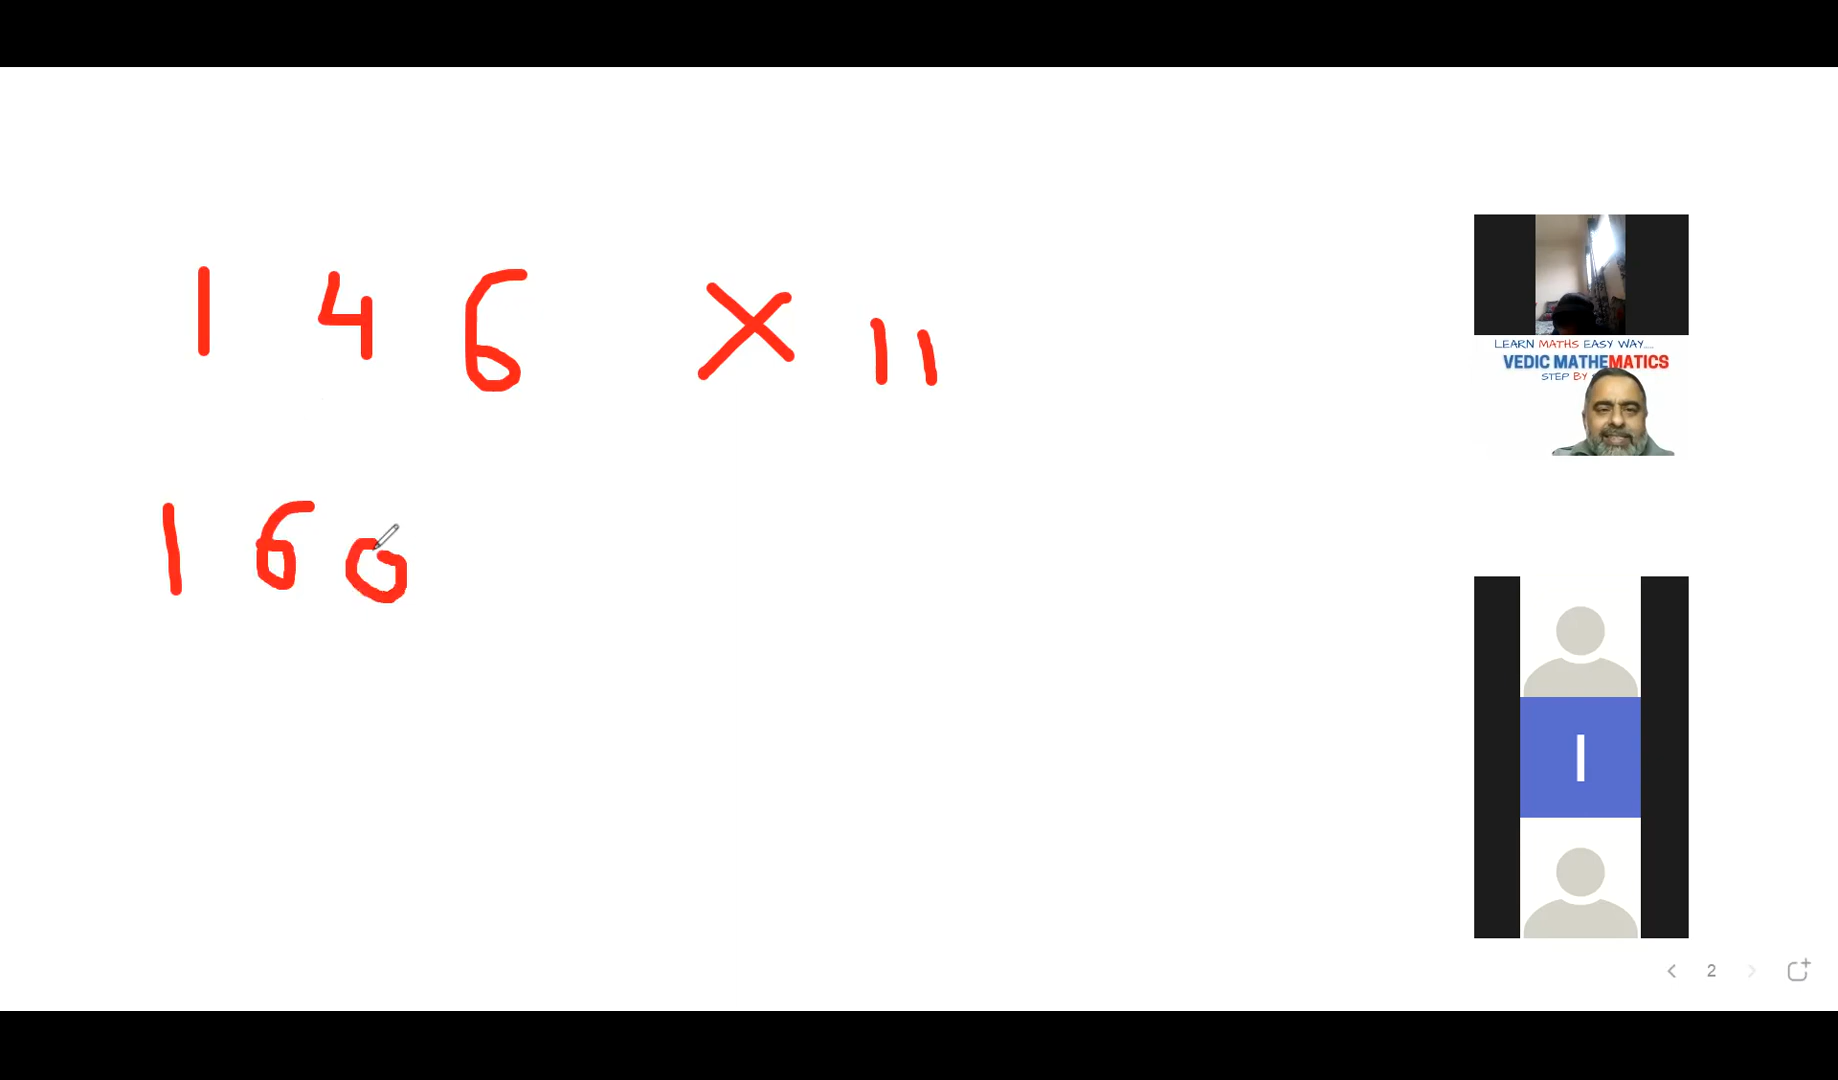 1 4 6 × 11
LEARN MATHS EASY WAY....
VEDIC MATHEMATICS
STEP BY
1 6 0
I
2